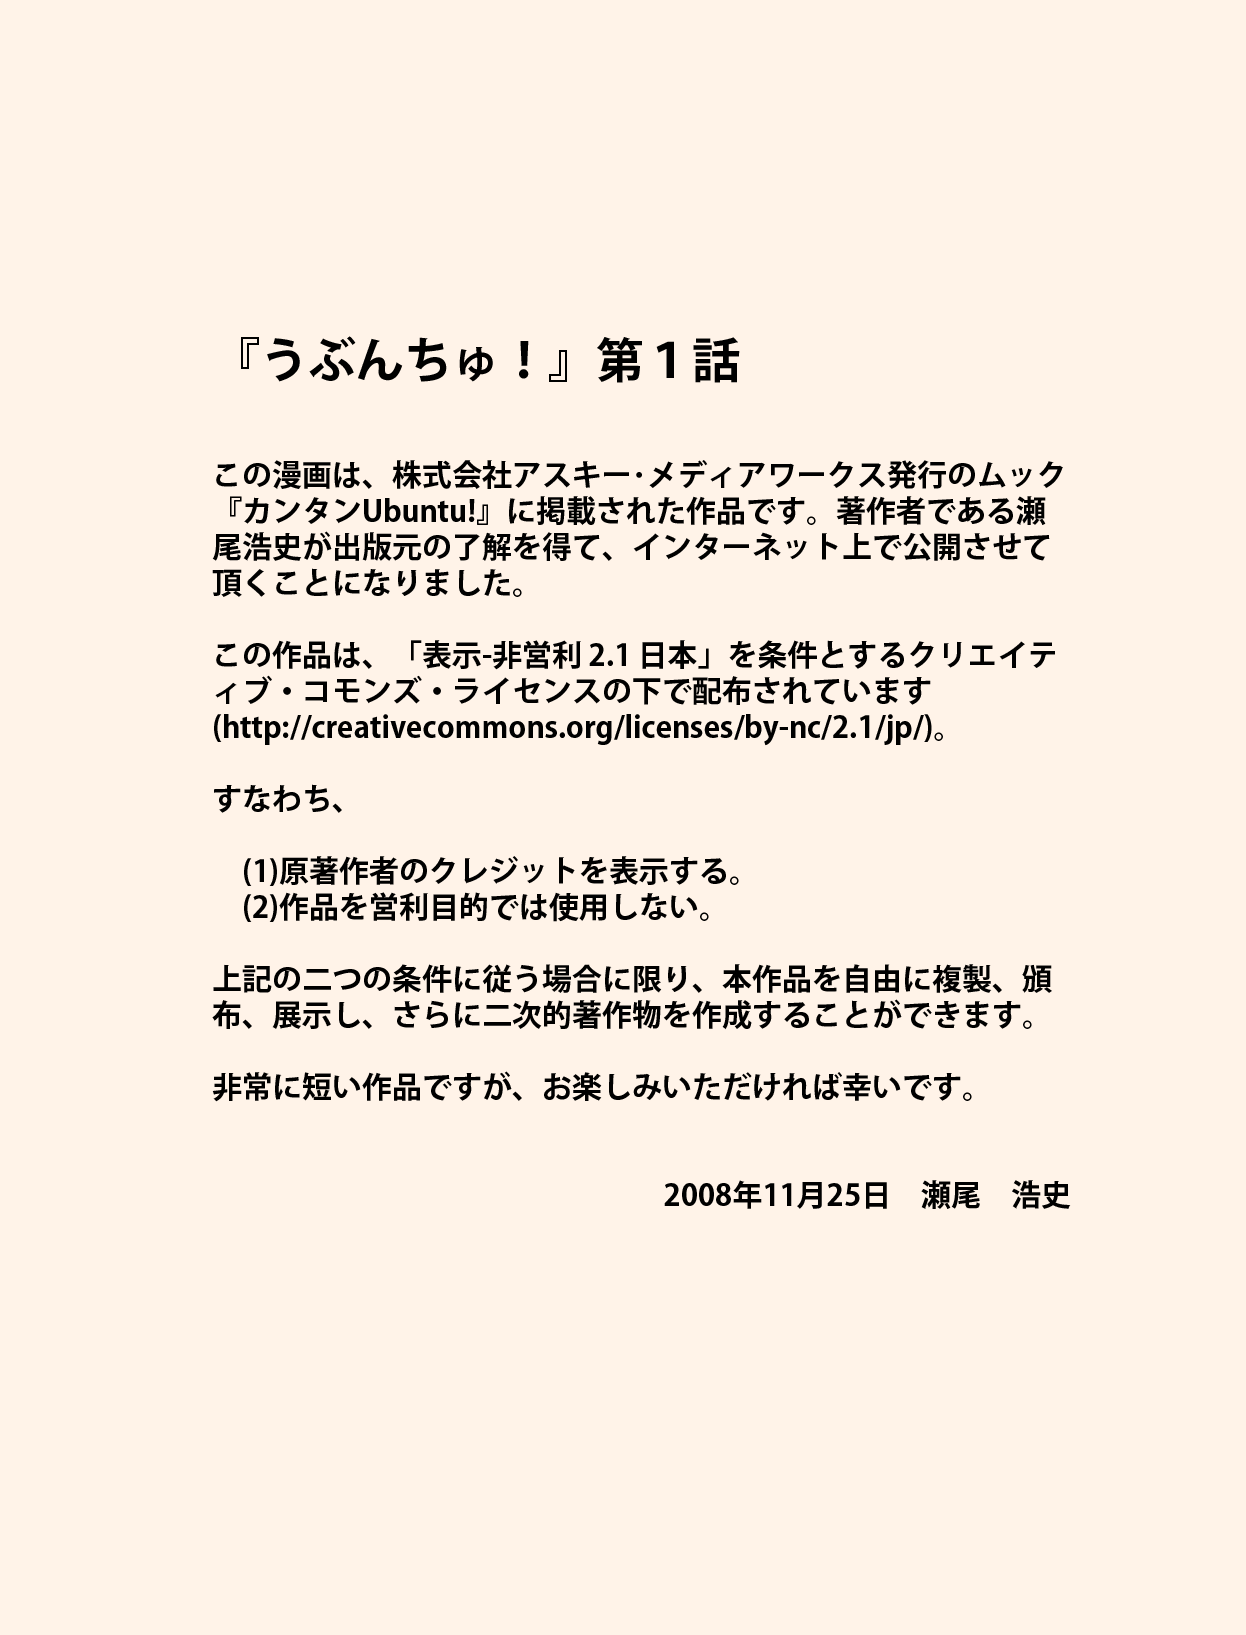 『うぶんちゅ！』第１話
この漫画は、株式会社アスキー･メディアワークス発行のムック
『カンタンUbuntu!』に掲載された作品です。著作者である瀬
尾浩史が出版元の了解を得て、インターネット上で公開させて
頂くことになりました。
この作品は、「表示-非営利 2.1 日本」を条件とするクリエイテ
ィブ・コモンズ・ライセンスの下で配布されています
(http://creativecommons.org/licenses/by-nc/2.1/jp/)。
すなわち、
(1)原著作者のクレジットを表示する。
(2)作品を営利目的では使用しない。
上記の二つの条件に従う場合に限り、本作品を自由に複製、頒
布、展示し、さらに二次的著作物を作成することができます。
非常に短い作品ですが、お楽しみいただければ幸いです。
2008年11月25日　瀬尾　浩史